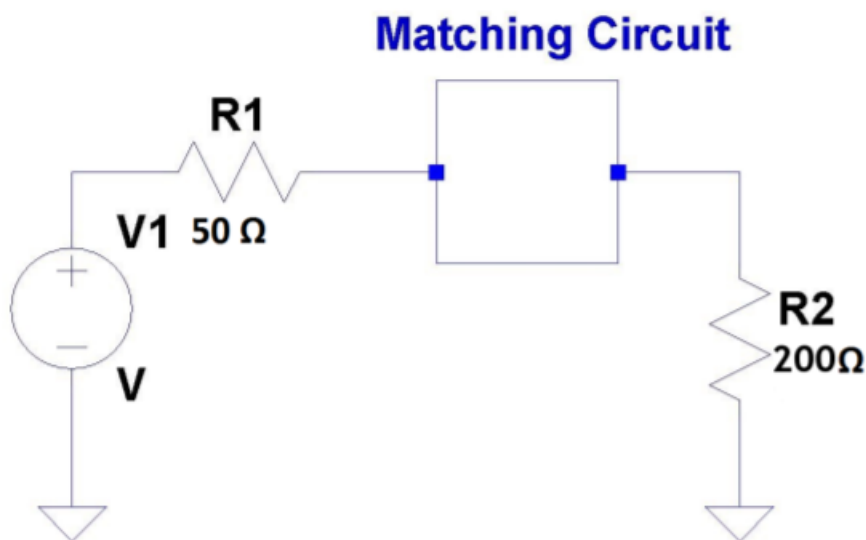 Matching Circuit
R1
V1 50 Ω
R2
200Ω
V